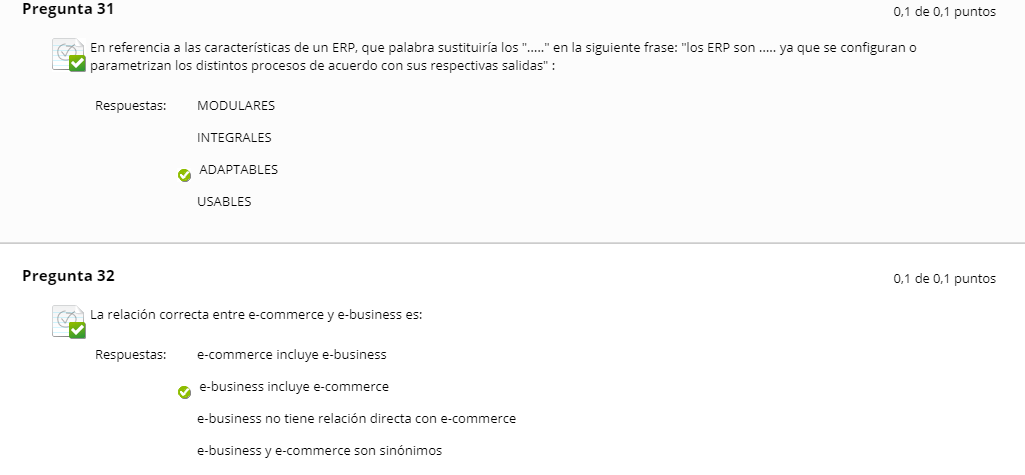 Pregunta 31
0,1 de 0,1 puntos
En referencia a las características de un ERP, que palabra sustituiría los "....." en la siguiente frase: "los ERP son ..... ya que se configuran o
parametrizan los distintos procesos de acuerdo con sus respectivas salidas" :
Respuestas: MODULARES
INTEGRALES
ADAPTABLES
USABLES
Pregunta 32
0,1 de 0,1 puntos
La relación correcta entre e-commerce y e-business es:
Respuestas: e-commerce incluye e-business
e-business incluye e-commerce
e-business no tiene relación directa con e-commerce
e-business y e-commerce son sinónimos